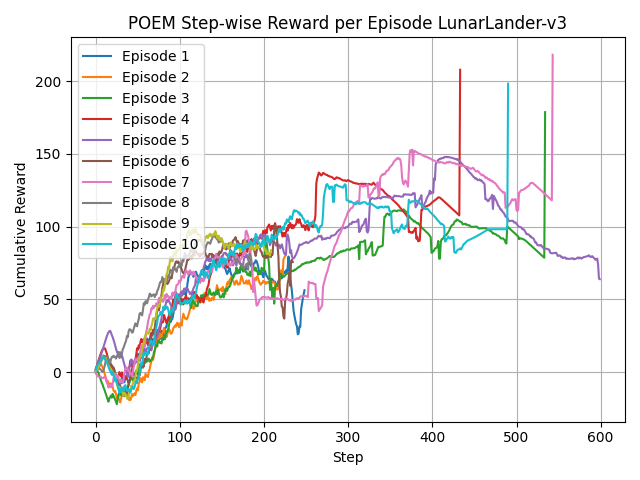 POEM Step-wise Reward per Episode LunarLander-v3
Episode 1
Episode 2
Episode 3
Episode 4
Episode 5
Episode 6
Episode 7
Episode 8
Episode 9
Episode 10
200
150
100
50
0
Cumulative Reward
0 100 200 300 400 500 600
Step